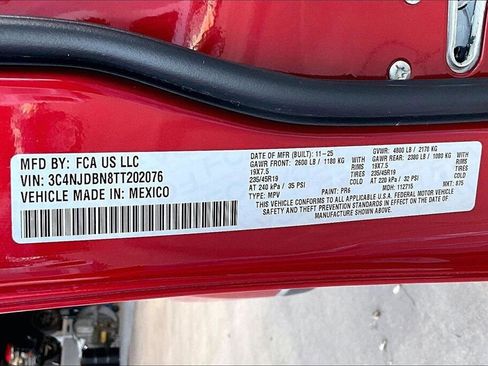 MFD BY: FCA US LLC
VIN: 3C4NJDBN8TT202076
VEHICLE MADE IN: MEXICO
DATE OF MFR (BUILT): 11-25 GVWR: 4800 LB / 2170 KG
GAWR FRONT: 2600 LB / 1180 KG WITH GAWR REAR: 2380 LB / 1080 KG WITH
19X7.5 RIMS 19X7.5 RIMS
235/45R19 TIRES 235/45R19 TIRES
AT 240 kPa / 35 PSI COLD AT 220 kPa / 32 PSI COLD
TYPE: MPV PAINT: PR6 MDH: 112715 MKT: 875
THIS VEHICLE CONFORMS TO ALL APPLICABLE U.S.A. FEDERAL MOTOR VEHICLE
SAFETY AND THEFT PREVENTION STANDARDS IN EFFECT ON THE DATE OF
MANUFACTURE SHOWN ABOVE.